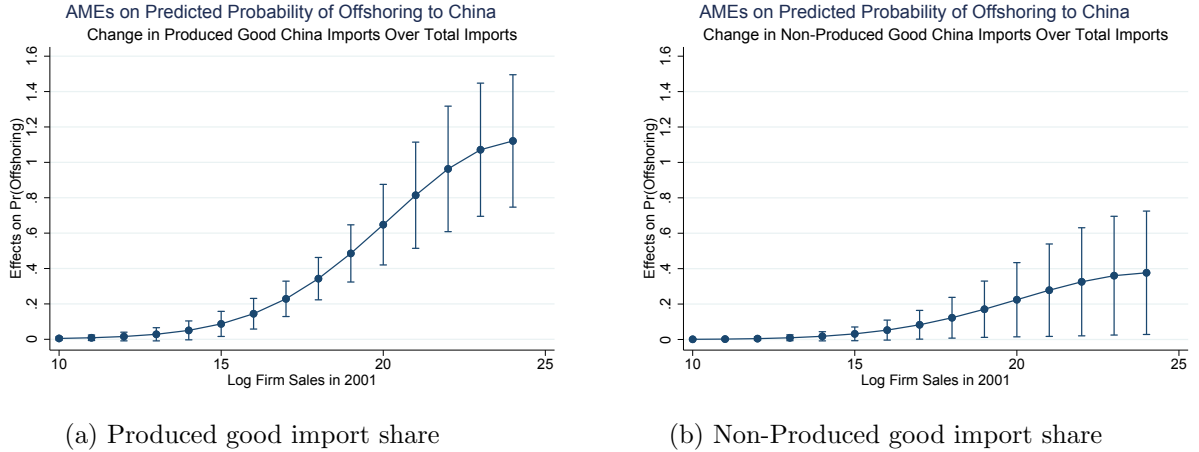 AMEs on Predicted Probability of Offshoring to China
Change in Produced Good China Imports Over Total Imports
Effects on Pr(Offshoring)
0 .2 .4 .6 .8 1 1.2 1.4 1.6
10 15 20 25
Log Firm Sales in 2001
(a) Produced good import share
AMEs on Predicted Probability of Offshoring to China
Change in Non-Produced Good China Imports Over Total Imports
Effects on Pr(Offshoring)
0 .2 .4 .6 .8 1 1.2 1.4 1.6
10 15 20 25
Log Firm Sales in 2001
(b) Non-Produced good import share